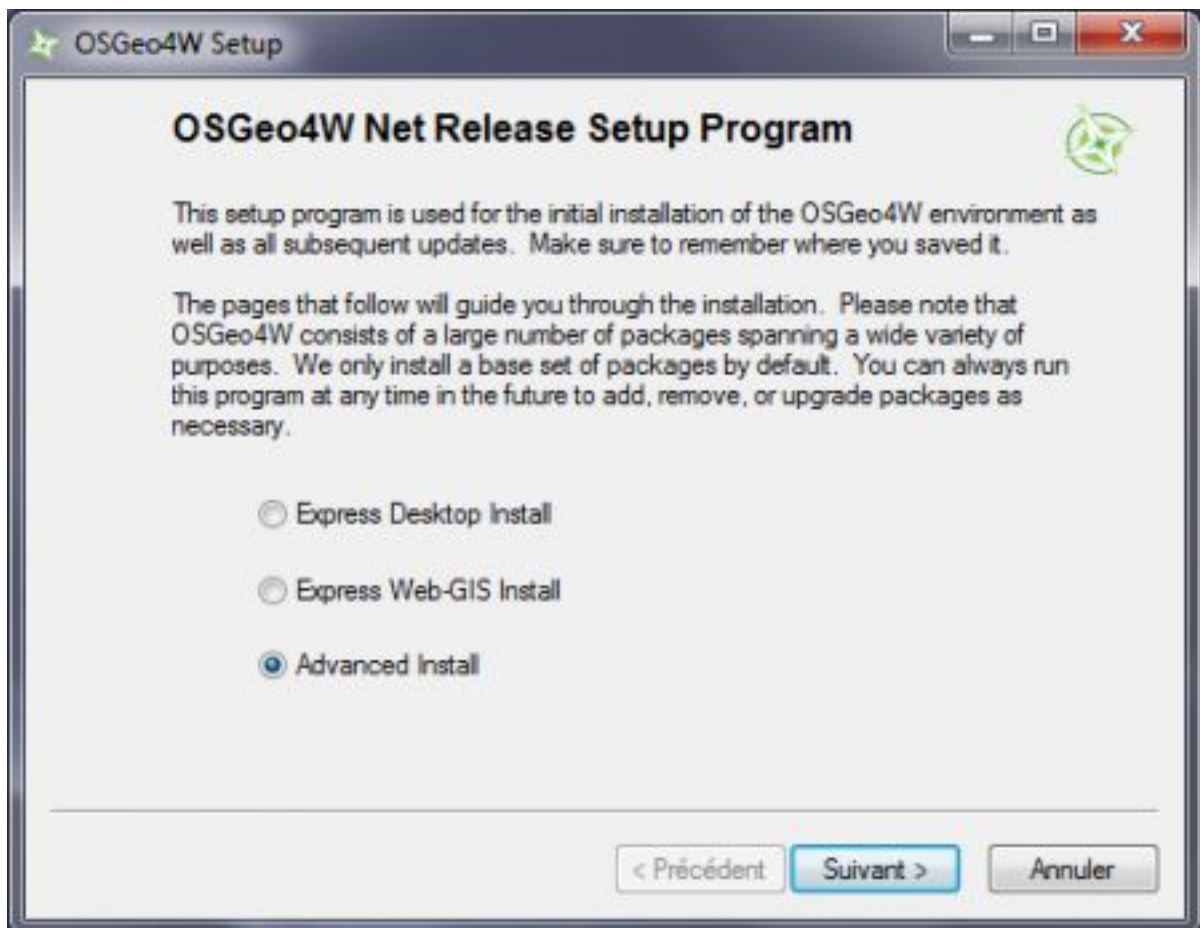 OSGeo4W Setup
OSGeo4W Net Release Setup Program
This setup program is used for the initial installation of the OSGeo4W environment as
well as all subsequent updates.  Make sure to remember where you saved it.
The pages that follow will guide you through the installation.  Please note that
OSGeo4W consists of a large number of packages spanning a wide variety of
purposes.  We only install a base set of packages by default.  You can always run
this program at any time in the future to add, remove, or upgrade packages as
necessary.
Express Desktop Install
Express Web-GIS Install
Advanced Install
< Précédent Suivant > Annuler